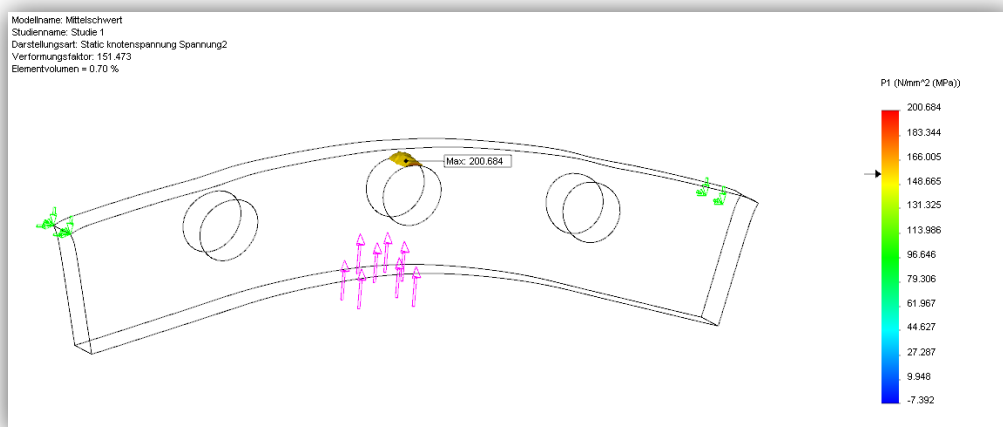 Modellname: Mittelschwert
Studienname: Studie 1
Darstellungsart: Static knotenspannung Spannung2
Verformungsfaktor: 151.473
Elementvolumen = 0.70 %
P1 (N/mm^2 (MPa))
200.684
183.344
166.005
148.665
131.325
113.986
96.646
79.306
61.967
44.627
27.287
9.948
-7.392
Max: 200.684